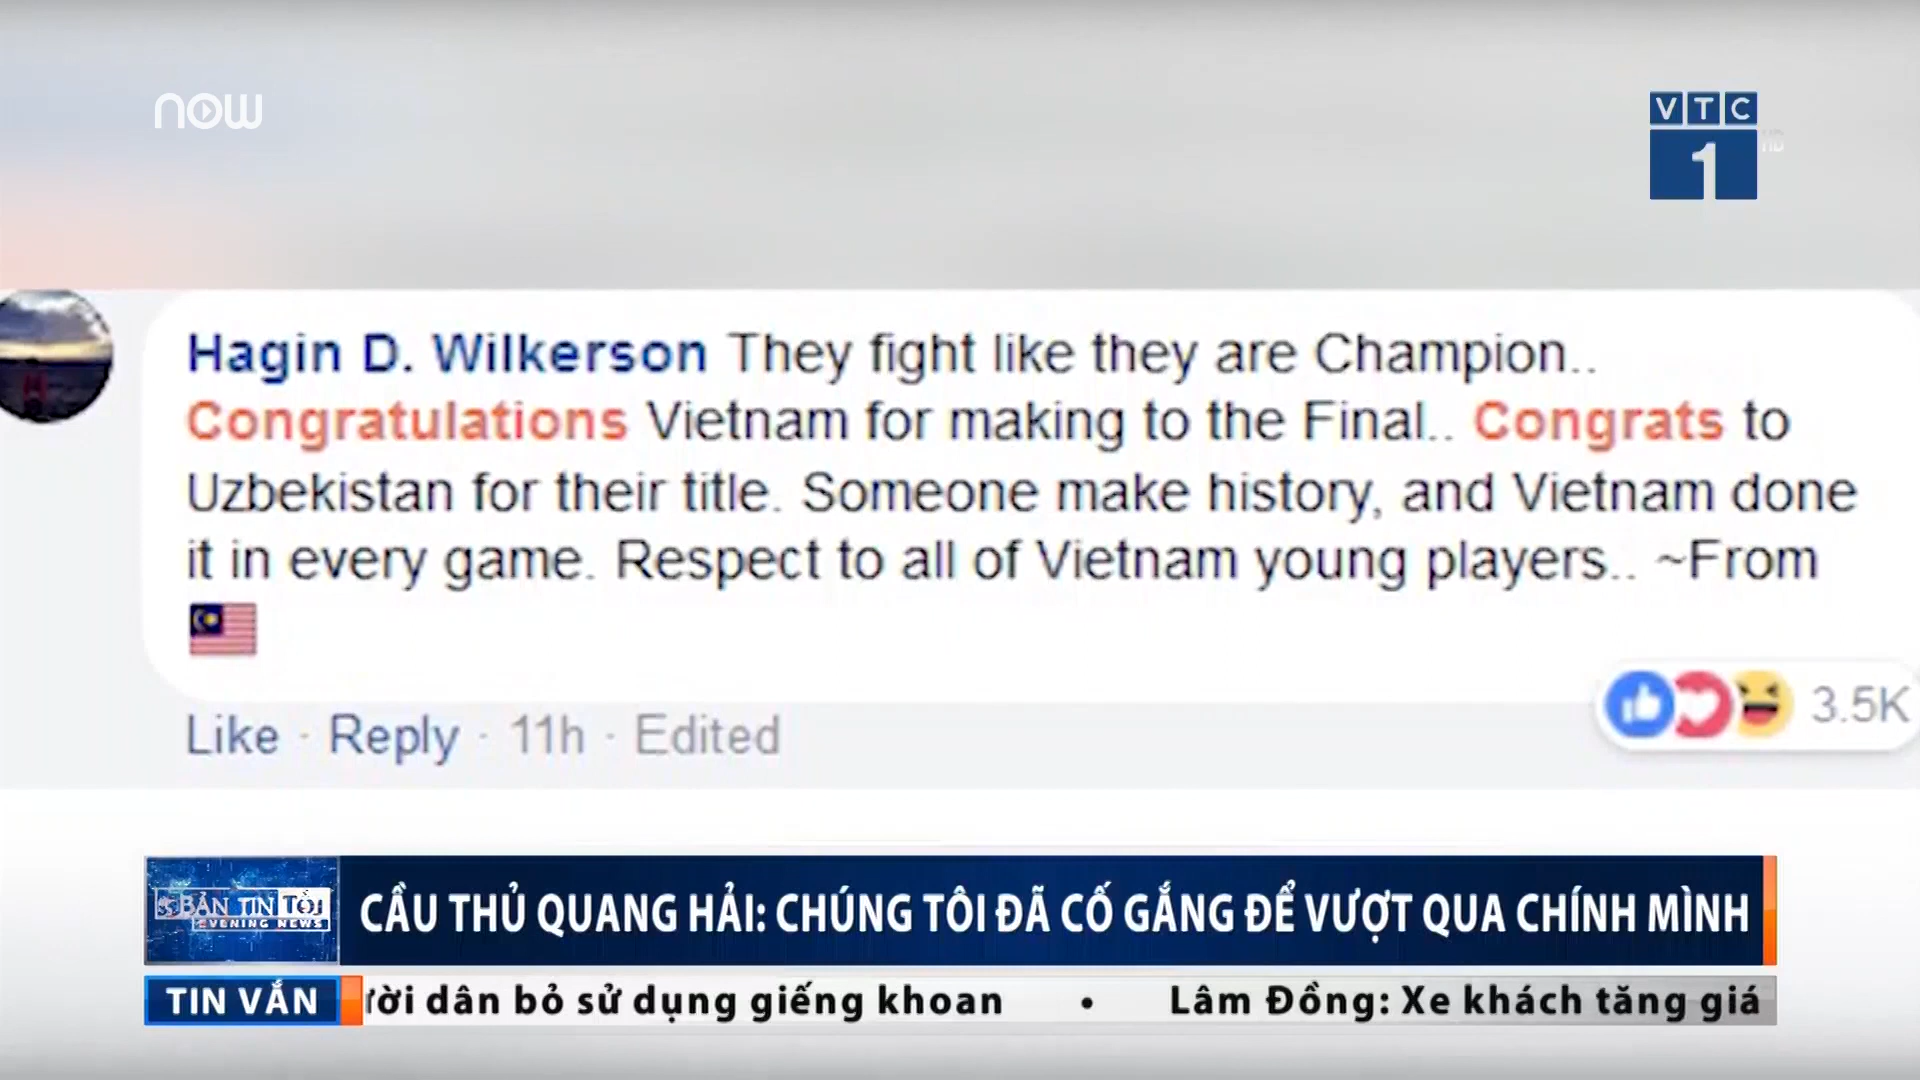 now
VTC
1
HD
Hagin D. Wilkerson They fight like they are Champion..
Congratulations Vietnam for making to the Final.. Congrats to
Uzbekistan for their title. Someone make history, and Vietnam done
it in every game. Respect to all of Vietnam young players.. ~From
Like · Reply · 11h · Edited
3.5K
BẢN TIN TỐI
EVENING NEWS
CẦU THỦ QUANG HẢI: CHÚNG TÔI ĐÃ CỐ GẮNG ĐỂ VƯỢT QUA CHÍNH MÌNH
TIN VẮN
ười dân bỏ sử dụng giếng khoan • Lâm Đồng: Xe khách tăng giá